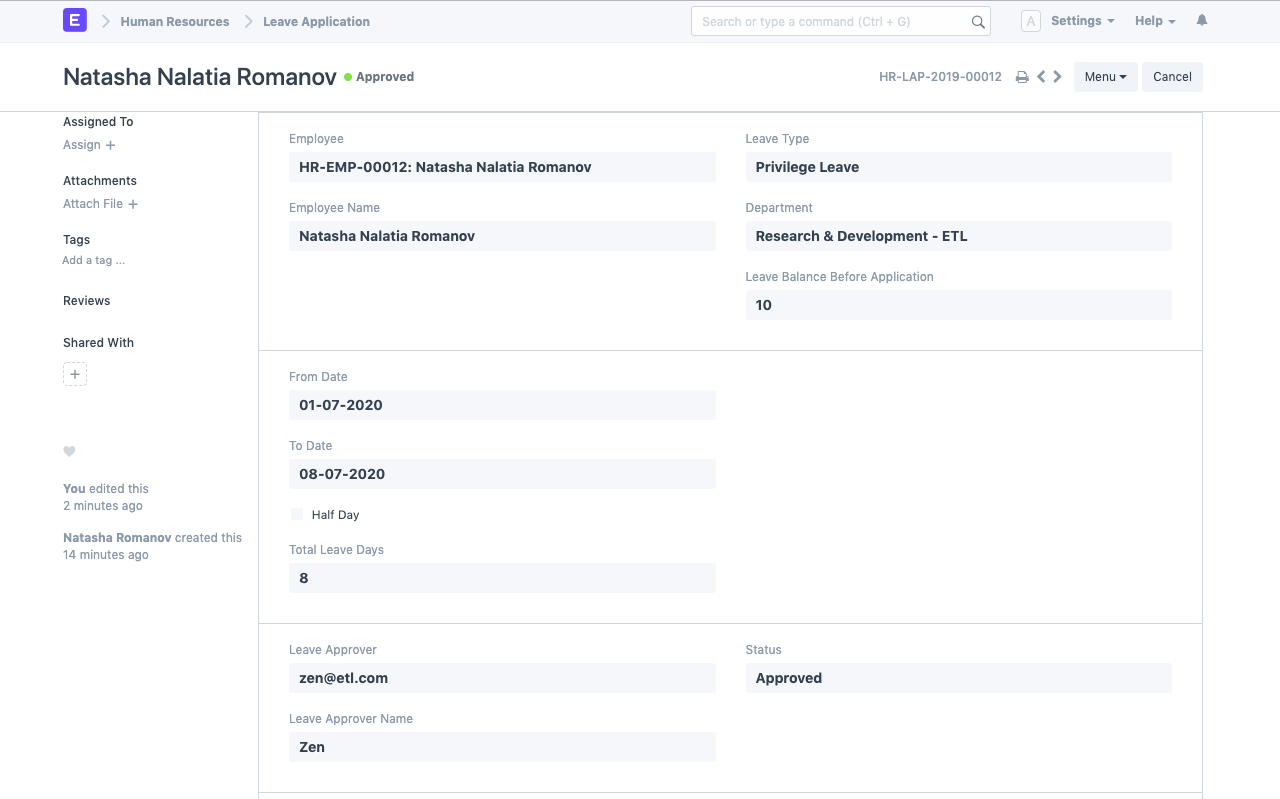 E Human Resources Leave Application Search or type a command (Ctrl + G) A Settings Help
Natasha Nalatia Romanov Approved HR-LAP-2019-00012 Menu Cancel
Assigned To
Assign +
Attachments
Attach File +
Tags
Add a tag ...
Reviews
Shared With
+
You edited this
2 minutes ago
Natasha Romanov created this
14 minutes ago
Employee
HR-EMP-00012: Natasha Nalatia Romanov
Employee Name
Natasha Nalatia Romanov
Leave Type
Privilege Leave
Department
Research & Development - ETL
Leave Balance Before Application
10
From Date
01-07-2020
To Date
08-07-2020
Half Day
Total Leave Days
8
Leave Approver
zen@etl.com
Leave Approver Name
Zen
Status
Approved